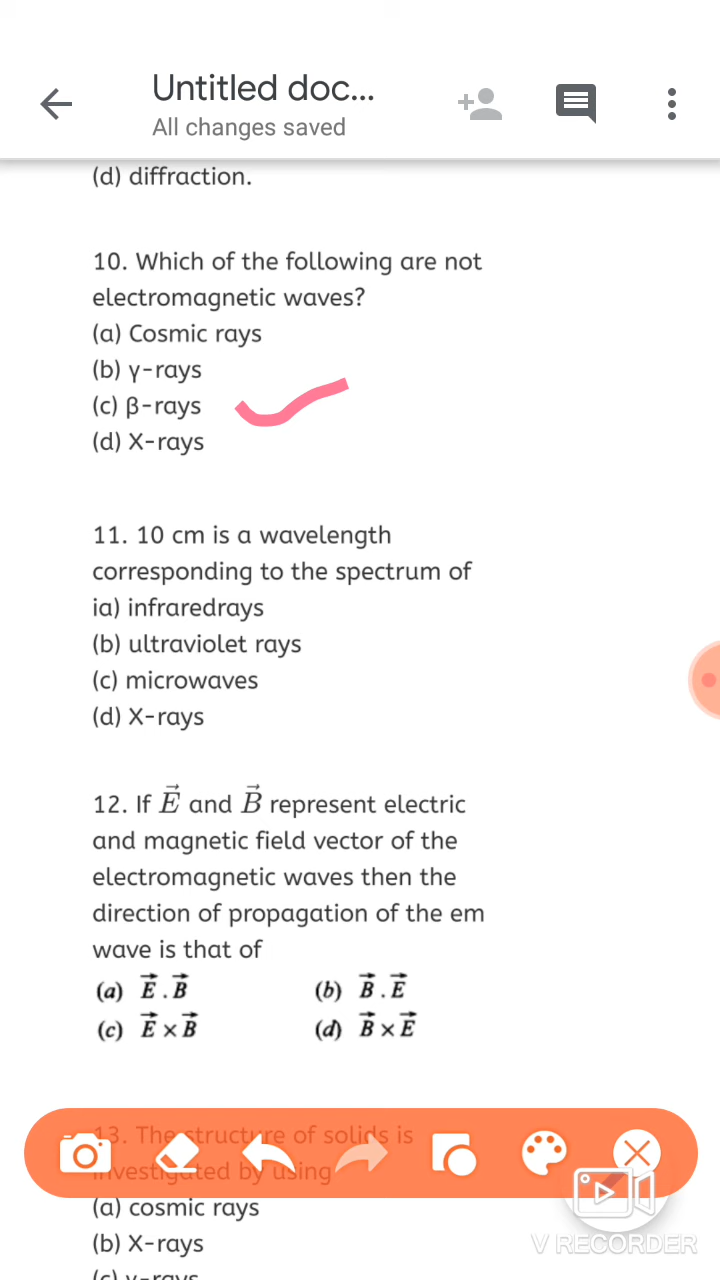 Untitled doc...
All changes saved
(d) diffraction.
10. Which of the following are not
electromagnetic waves?
(a) Cosmic rays
(b) γ-rays
(c) β-rays
(d) X-rays
11. 10 cm is a wavelength
corresponding to the spectrum of
ia) infraredrays
(b) ultraviolet rays
(c) microwaves
(d) X-rays
12. If E⃗ and B⃗ represent electric
and magnetic field vector of the
electromagnetic waves then the
direction of propagation of the em
wave is that of
(a) E⃗ . B⃗ (b) B⃗ . E⃗
(c) E⃗ × B⃗ (d) B⃗ × E⃗
13. The structure of solids is
investigated by using
(a) cosmic rays
(b) X-rays
(c) γ-rays
V RECORDER